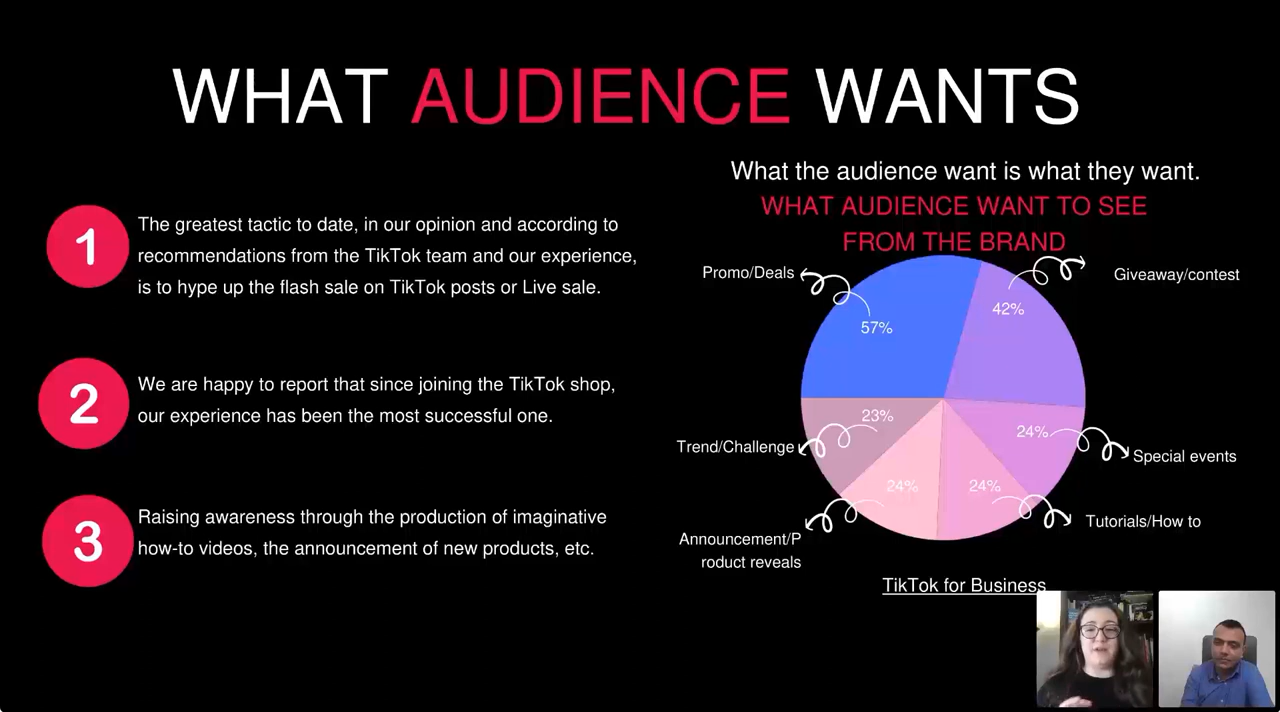 WHAT AUDIENCE WANTS
What the audience want is what they want.
WHAT AUDIENCE WANT TO SEE
FROM THE BRAND
1
The greatest tactic to date, in our opinion and according to
recommendations from the TikTok team and our experience,
is to hype up the flash sale on TikTok posts or Live sale.
2
We are happy to report that since joining the TikTok shop,
our experience has been the most successful one.
3
Raising awareness through the production of imaginative
how-to videos, the announcement of new products, etc.
Promo/Deals
57%
Giveaway/contest
42%
Trend/Challenge
23%
24%
Special events
24%
24%
Tutorials/How to
Announcement/P
roduct reveals
TikTok for Business